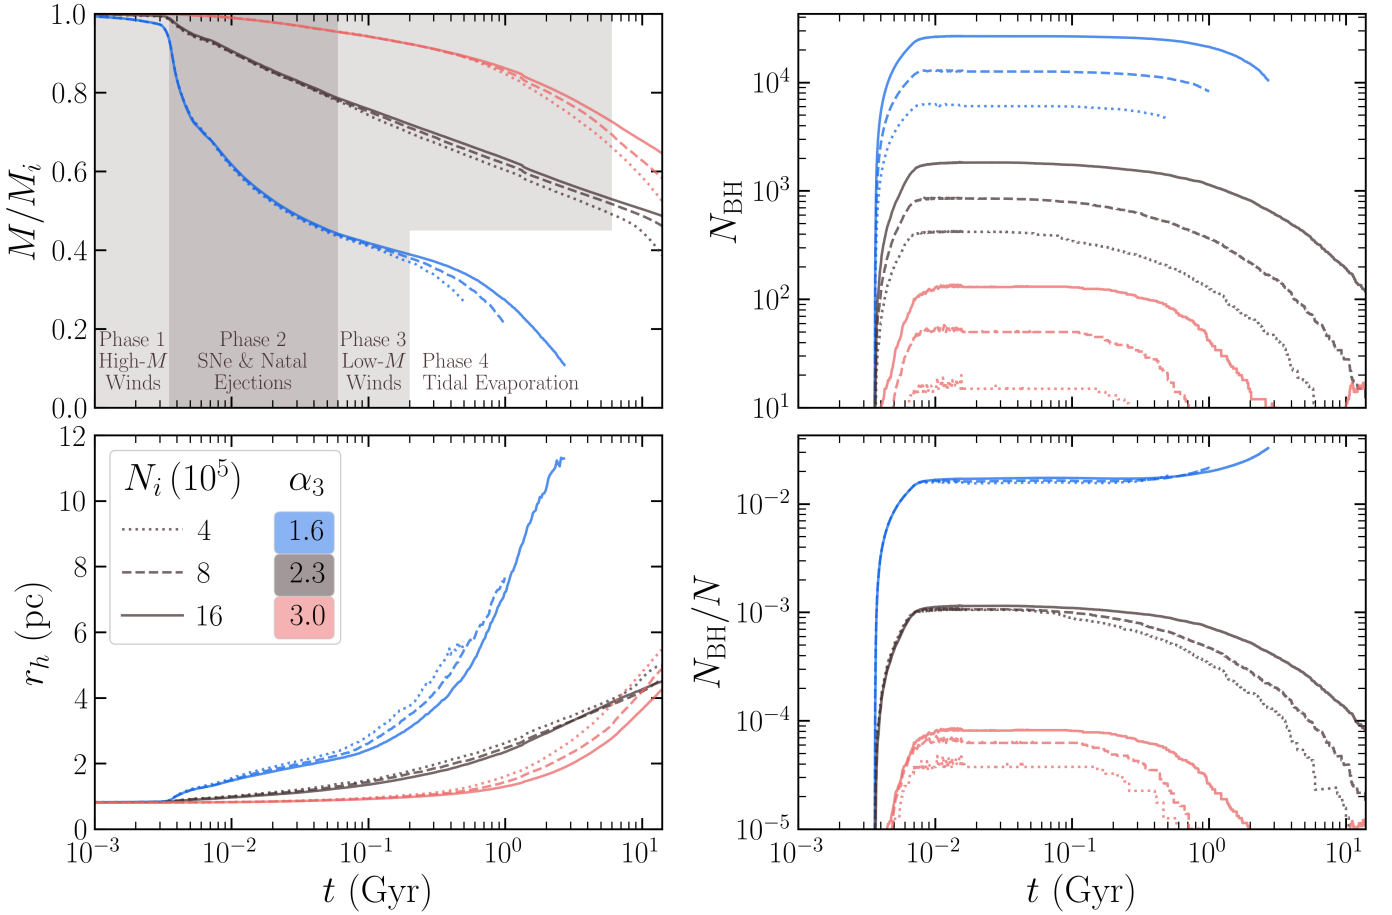 1.0
0.8
0.6
0.4
0.2
0.0
M/M_i
Phase 1
High-M
Winds
Phase 2
SNe & Natal
Ejections
Phase 3
Low-M
Winds
Phase 4
Tidal Evaporation
10^4
10^3
10^2
10^1
N_BH
12
10
8
6
4
2
0
r_h (pc)
N_i (10^5) α_3
4 1.6
8 2.3
16 3.0
10^−3 10^−2 10^−1 10^0 10^1
t (Gyr)
10^−2
10^−3
10^−4
10^−5
N_BH/N
10^−3 10^−2 10^−1 10^0 10^1
t (Gyr)